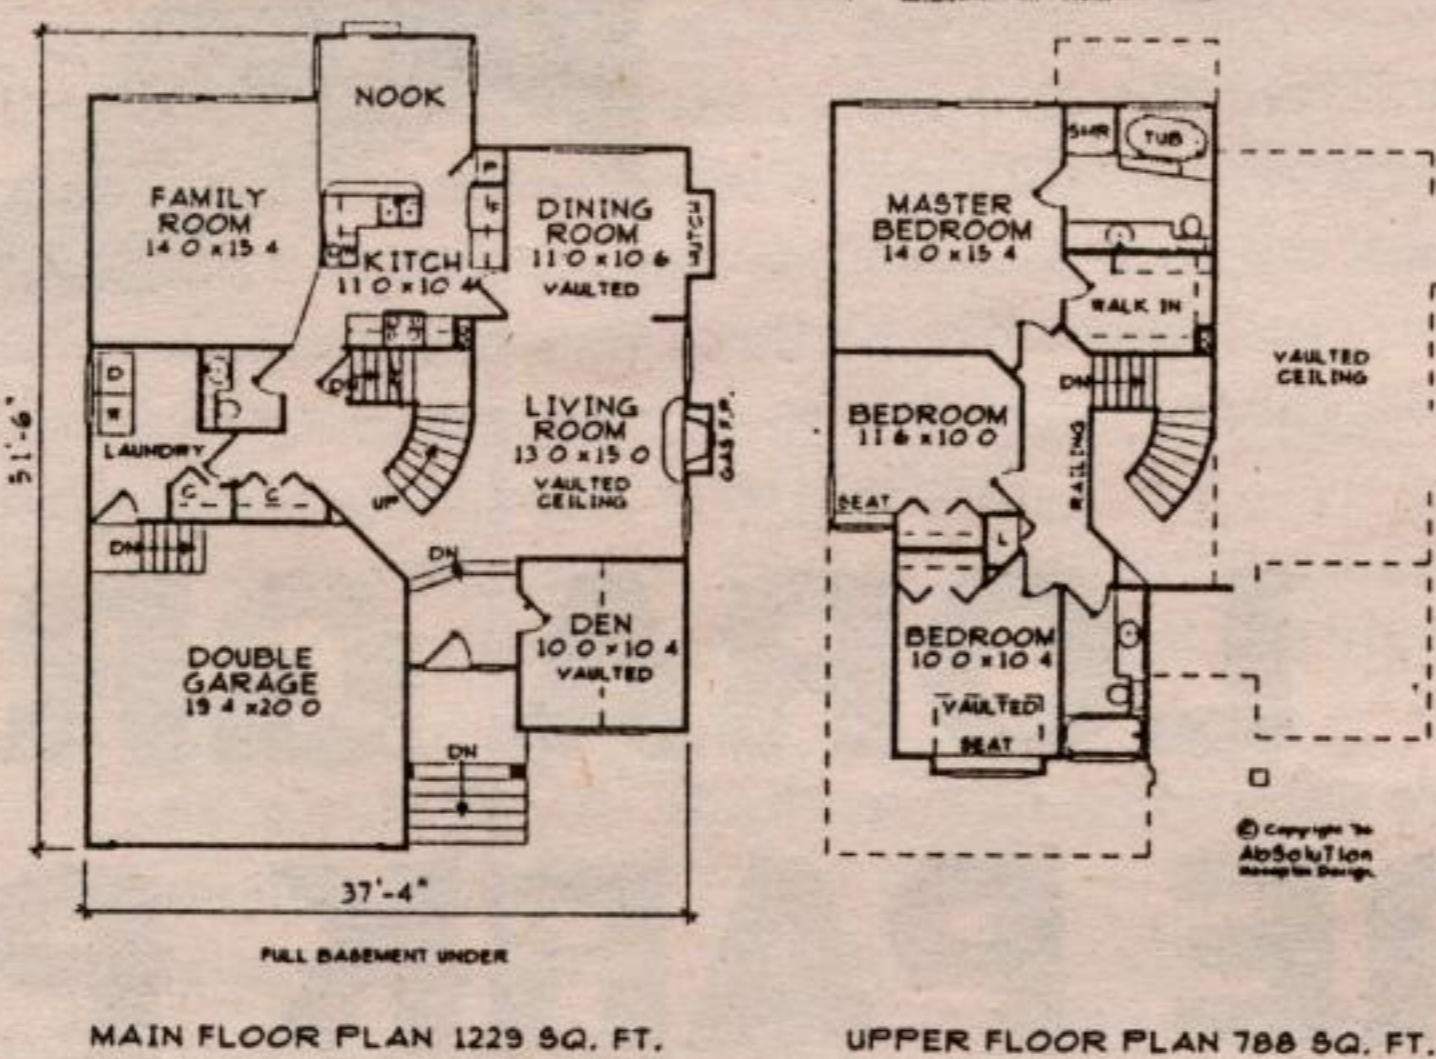 NOOK
FAMILY
ROOM
14 0 x 15 4
P
F
DINING
ROOM
11 0 x 10 6
VAULTED
HUTCH
DW
KITCH
11 0 x 10 4
D
W
LAUNDRY
DN
LIVING
ROOM
13 0 x 15 0
VAULTED
CEILING
GAS F.P.
C
C
UP
DN
DN
DEN
10 0 x 10 4
VAULTED
DOUBLE
GARAGE
19 4 x 20 0
DN
51'-6"
37'-4"
FULL BASEMENT UNDER
MAIN FLOOR PLAN 1229 SQ. FT.
SHR
TUB
MASTER
BEDROOM
14 0 x 15 4
WALK IN
VAULTED
CEILING
DN
BEDROOM
11 6 x 10 0
RAILING
SEAT
L
BEDROOM
10 0 x 10 4
VAULTED
SEAT
© Copyright
AbSoluTion
Design
UPPER FLOOR PLAN 788 SQ. FT.